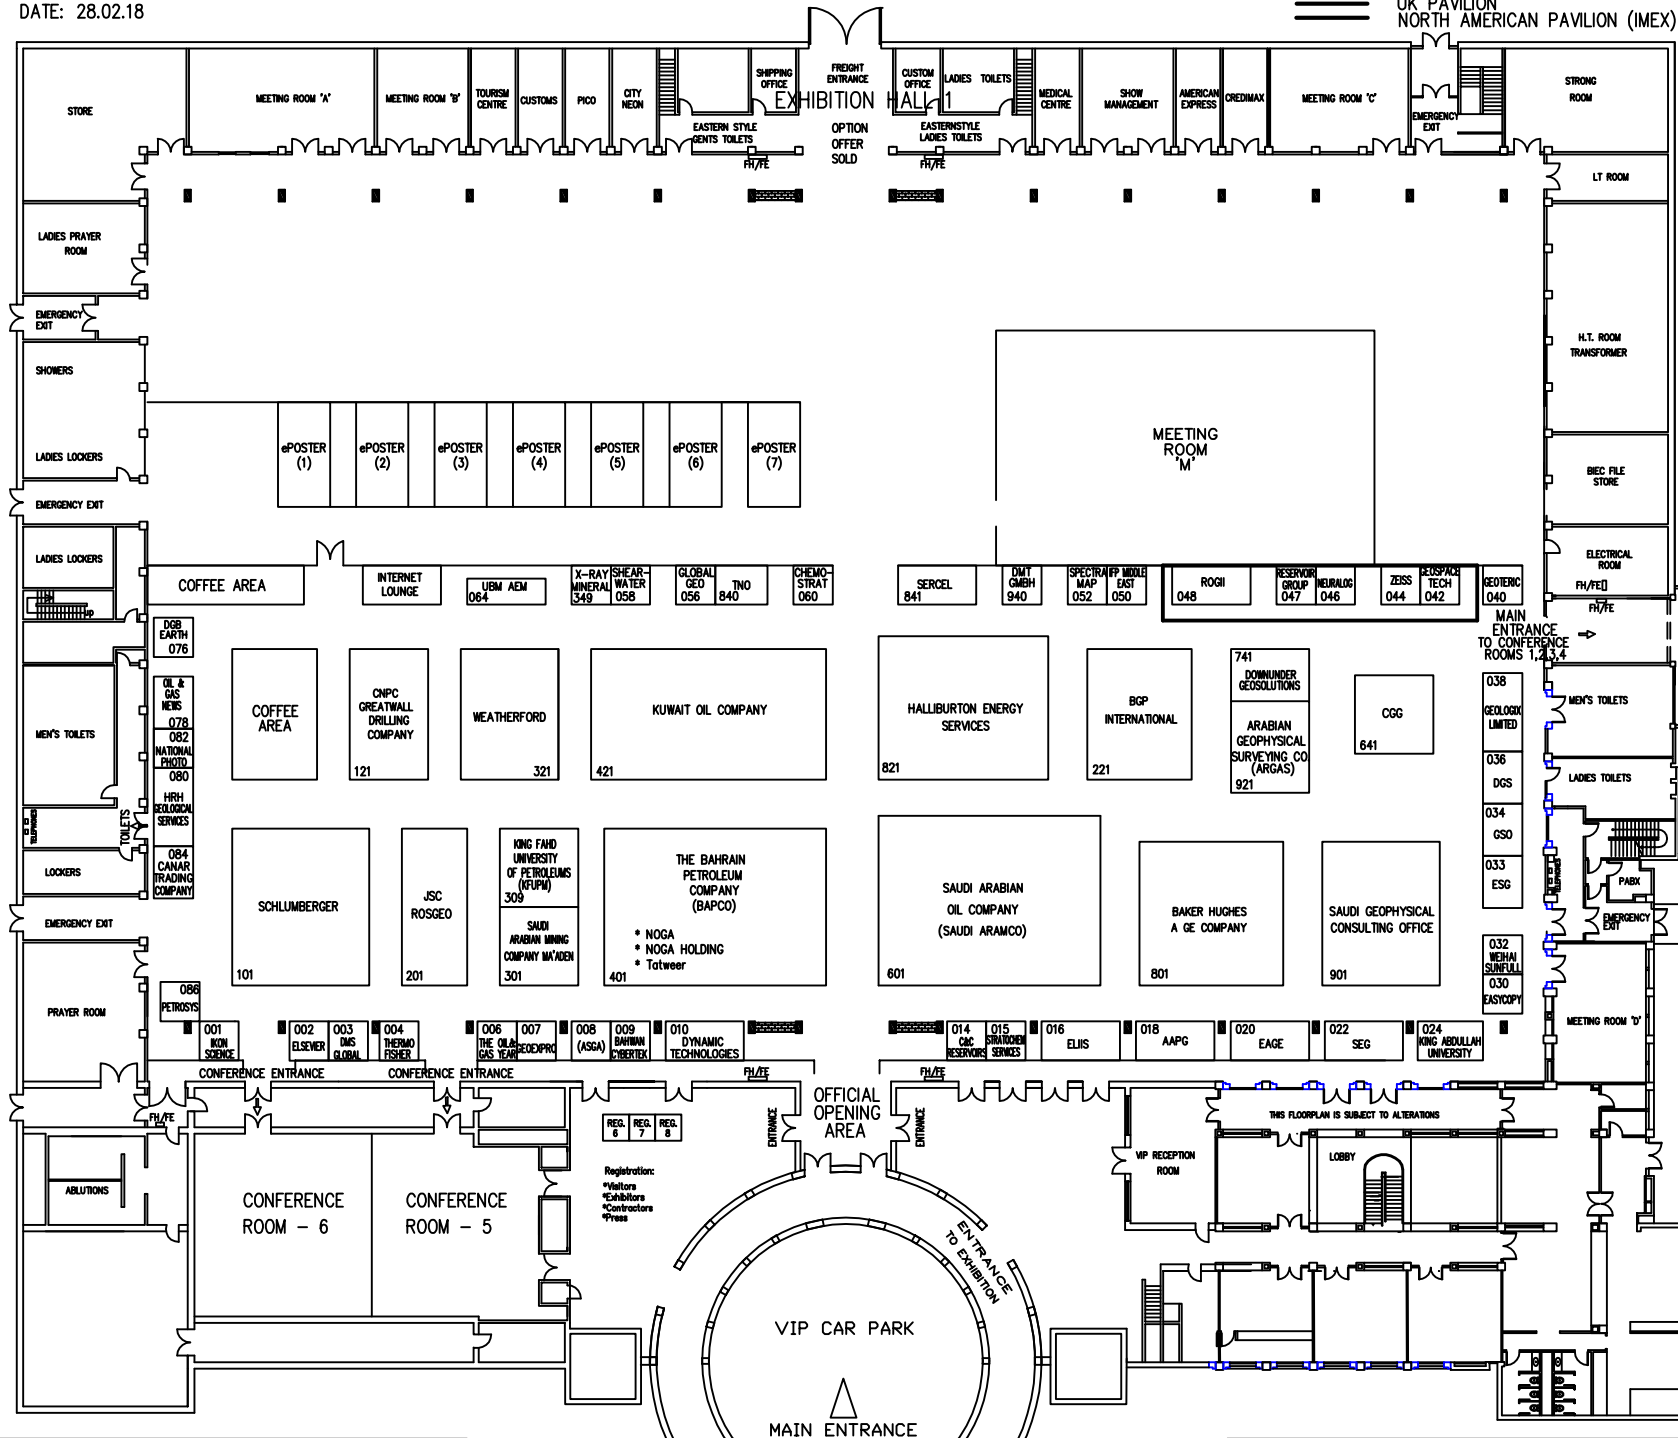 DATE: 28.02.18
UK PAVILION
NORTH AMERICAN PAVILION (IMEX)
STORE
MEETING ROOM 'A'
MEETING ROOM 'B'
TOURISM
CENTRE
CUSTOMS
PICO
CITY
NEON
SHIPPING
OFFICE
FREIGHT
ENTRANCE
CUSTOM
OFFICE
LADIES TOILETS
MEDICAL
CENTRE
SHOW
MANAGEMENT
AMERICAN
EXPRESS
CREDIMAX
MEETING ROOM 'C'
EMERGENCY
EXIT
STRONG
ROOM
EXHIBITION HALL 1
EASTERN STYLE
GENTS TOILETS
OPTION
OFFER
SOLD
EASTERNSTYLE
LADIES TOILETS
FH/FE
FH/FE
LT ROOM
LADIES PRAYER
ROOM
EMERGENCY
EXIT
SHOWERS
LADIES LOCKERS
EMERGENCY EXIT
LADIES LOCKERS
up
H.T. ROOM
TRANSFORMER
BIEC FILE
STORE
ELECTRICAL
ROOM
FH/FE
FH/FE
ePOSTER
(1)
ePOSTER
(2)
ePOSTER
(3)
ePOSTER
(4)
ePOSTER
(5)
ePOSTER
(6)
ePOSTER
(7)
MEETING
ROOM
'M'
COFFEE AREA
INTERNET
LOUNGE
UBM AEM
064
X-RAY
MINERAL
349
SHEAR-
WATER
058
GLOBAL
GEO
056
TNO
840
CHEMO-
STRAT
060
SERCEL
841
DMT
GMBH
940
SPECTRA
MAP
052
IFP MIDDLE
EAST
050
ROGII
048
RESERVOIR
GROUP
047
NEURALOG
046
ZEISS
044
GEOSPACE
TECH
042
GEOTERIC
040
MAIN
ENTRANCE
TO CONFERENCE
ROOMS 1,2,3,4
DGB
EARTH
076
OIL &
GAS
NEWS
078
082
NATIONAL
PHOTO
080
HRH
GEOLOGICAL
SERVICES
084
CANAR
TRADING
COMPANY
MEN'S TOILETS
TELEPHONES
TOILETS
LOCKERS
EMERGENCY EXIT
PRAYER ROOM
COFFEE
AREA
CNPC
GREATWALL
DRILLING
COMPANY
121
WEATHERFORD
321
KUWAIT OIL COMPANY
421
HALLIBURTON ENERGY
SERVICES
821
BGP
INTERNATIONAL
221
741
DOWNUNDER
GEOSOLUTIONS
ARABIAN
GEOPHYSICAL
SURVEYING CO
(ARGAS)
921
CGG
641
038
GEOLOGIX
LIMITED
036
DGS
034
GSO
033
ESG
032
WEIHAI
SUNFULL
030
EASYCOPY
MEN'S TOILETS
LADIES TOILETS
TELEPHONES
PABX
EMERGENCY
EXIT
MEETING ROOM 'D'
SCHLUMBERGER
101
JSC
ROSGEO
201
KING FAHD
UNIVERSITY
OF PETROLEUMS
(KFUPM)
309
SAUDI
ARABIAN MINING
COMPANY MA'ADEN
301
THE BAHRAIN
PETROLEUM
COMPANY
(BAPCO)
* NOGA
* NOGA HOLDING
* Tatweer
401
SAUDI ARABIAN
OIL COMPANY
(SAUDI ARAMCO)
601
BAKER HUGHES
A GE COMPANY
801
SAUDI GEOPHYSICAL
CONSULTING OFFICE
901
086
PETROSYS
001
IKON
SCIENCE
002
ELSEVIER
003
DMS
GLOBAL
004
THERMO
FISHER
006
THE OIL&
GAS YEAR
007
GEOEXPRO
008
(ASGA)
009
BAHWAN
CYBERTEK
010
DYNAMIC
TECHNOLOGIES
014
C&C
RESERVOIRS
015
STRATOCHEM
SERVICES
016
ELIIS
018
AAPG
020
EAGE
022
SEG
024
KING ABDULLAH
UNIVERSITY
CONFERENCE ENTRANCE
CONFERENCE ENTRANCE
FH/FE
FH/FE
FH/FE
OFFICIAL
OPENING
AREA
ENTRANCE
ENTRANCE
REG.
6
REG.
7
REG.
8
Registration:
*Visitors
*Exhibitors
*Contractors
*Press
THIS FLOORPLAN IS SUBJECT TO ALTERATIONS
VIP RECEPTION
ROOM
LOBBY
ABLUTIONS
CONFERENCE
ROOM - 6
CONFERENCE
ROOM - 5
ENTRANCE
TO EXHIBITION
VIP CAR PARK
MAIN ENTRANCE